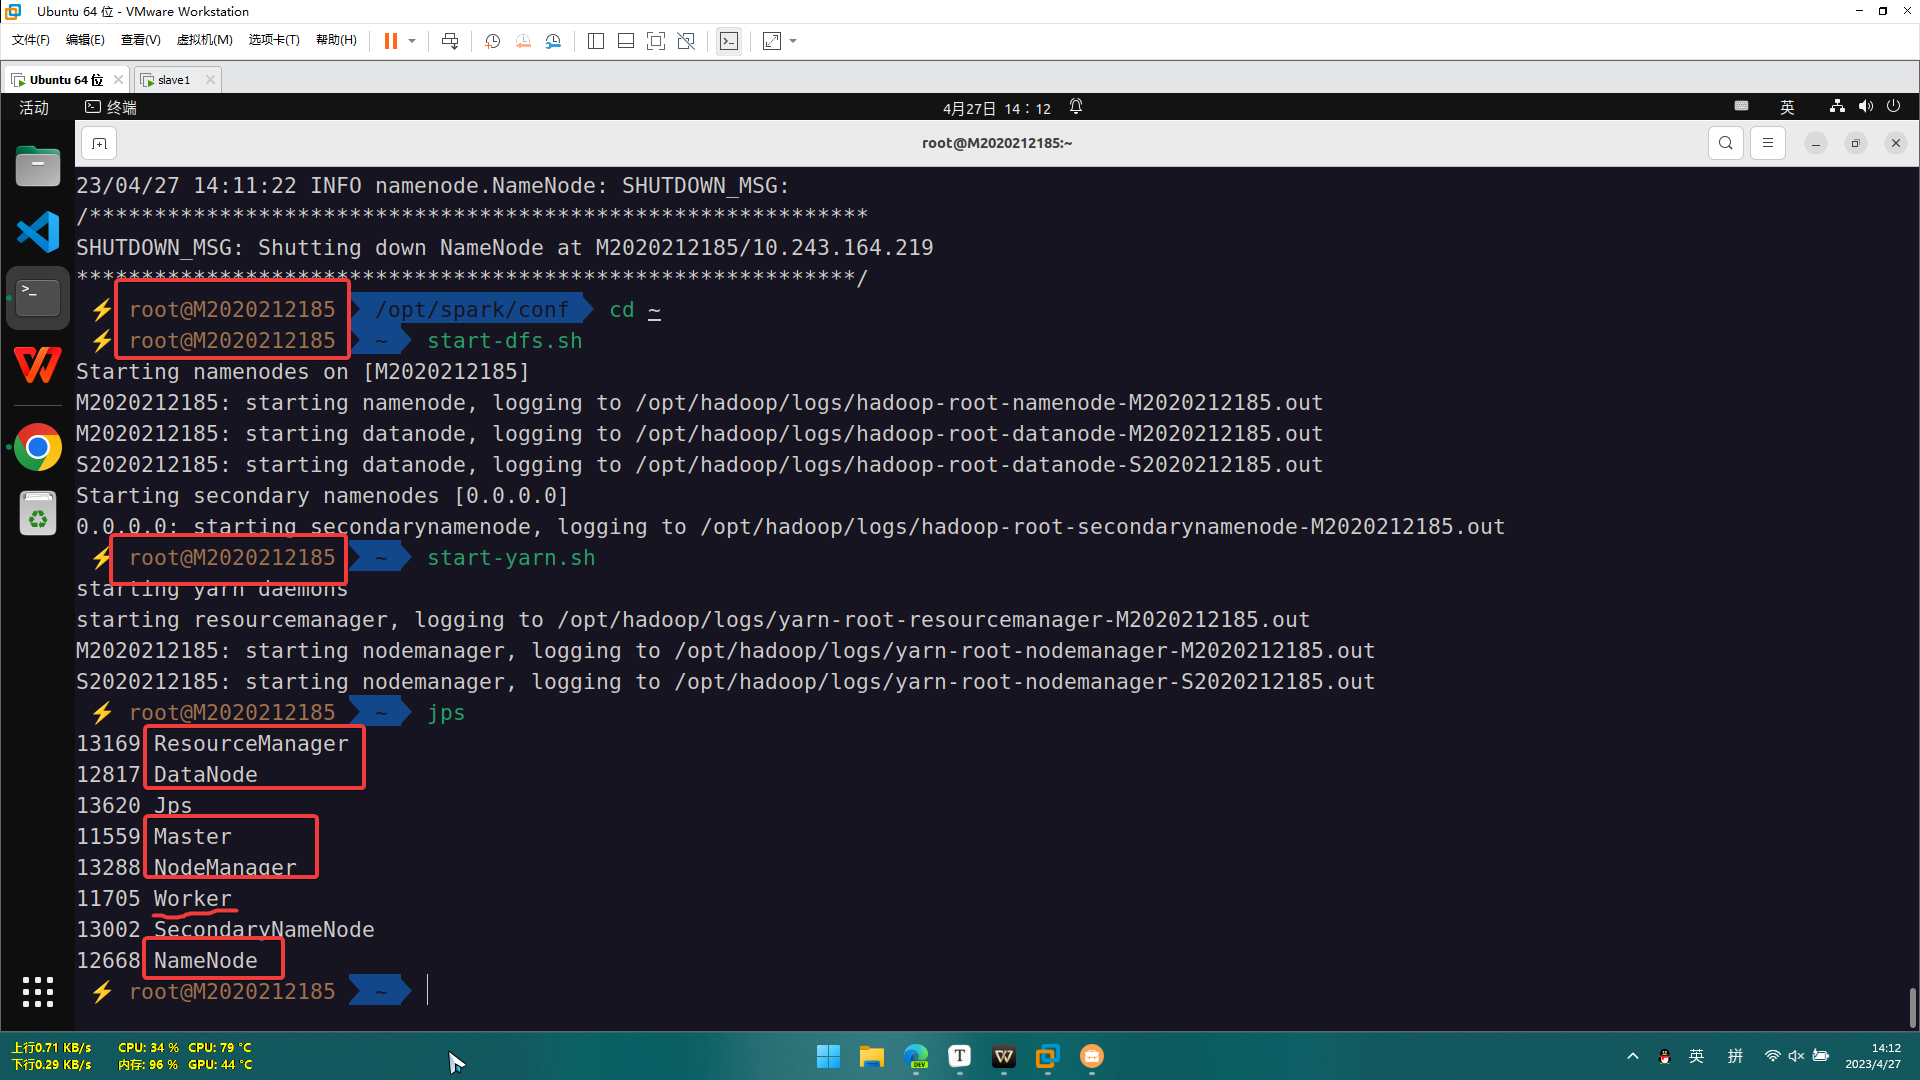 Ubuntu 64 位 - VMware Workstation
文件(F) 编辑(E) 查看(V) 虚拟机(M) 选项卡(T) 帮助(H)
Ubuntu 64 位 slave1
活动 终端 4月27日 14：12 英
root@M2020212185:~
23/04/27 14:11:22 INFO namenode.NameNode: SHUTDOWN_MSG:
/************************************************************
SHUTDOWN_MSG: Shutting down NameNode at M2020212185/10.243.164.219
************************************************************/
root@M2020212185 /opt/spark/conf cd ~
root@M2020212185 ~ start-dfs.sh
Starting namenodes on [M2020212185]
M2020212185: starting namenode, logging to /opt/hadoop/logs/hadoop-root-namenode-M2020212185.out
M2020212185: starting datanode, logging to /opt/hadoop/logs/hadoop-root-datanode-M2020212185.out
S2020212185: starting datanode, logging to /opt/hadoop/logs/hadoop-root-datanode-S2020212185.out
Starting secondary namenodes [0.0.0.0]
0.0.0.0: starting secondarynamenode, logging to /opt/hadoop/logs/hadoop-root-secondarynamenode-M2020212185.out
root@M2020212185 ~ start-yarn.sh
starting yarn daemons
starting resourcemanager, logging to /opt/hadoop/logs/yarn-root-resourcemanager-M2020212185.out
M2020212185: starting nodemanager, logging to /opt/hadoop/logs/yarn-root-nodemanager-M2020212185.out
S2020212185: starting nodemanager, logging to /opt/hadoop/logs/yarn-root-nodemanager-S2020212185.out
root@M2020212185 ~ jps
13169 ResourceManager
12817 DataNode
13620 Jps
11559 Master
13288 NodeManager
11705 Worker
13002 SecondaryNameNode
12668 NameNode
root@M2020212185 ~
上行0.71 KB/s CPU: 34 % CPU: 79 °C
下行0.29 KB/s 内存: 96 % GPU: 44 °C
英 拼 14:12
2023/4/27